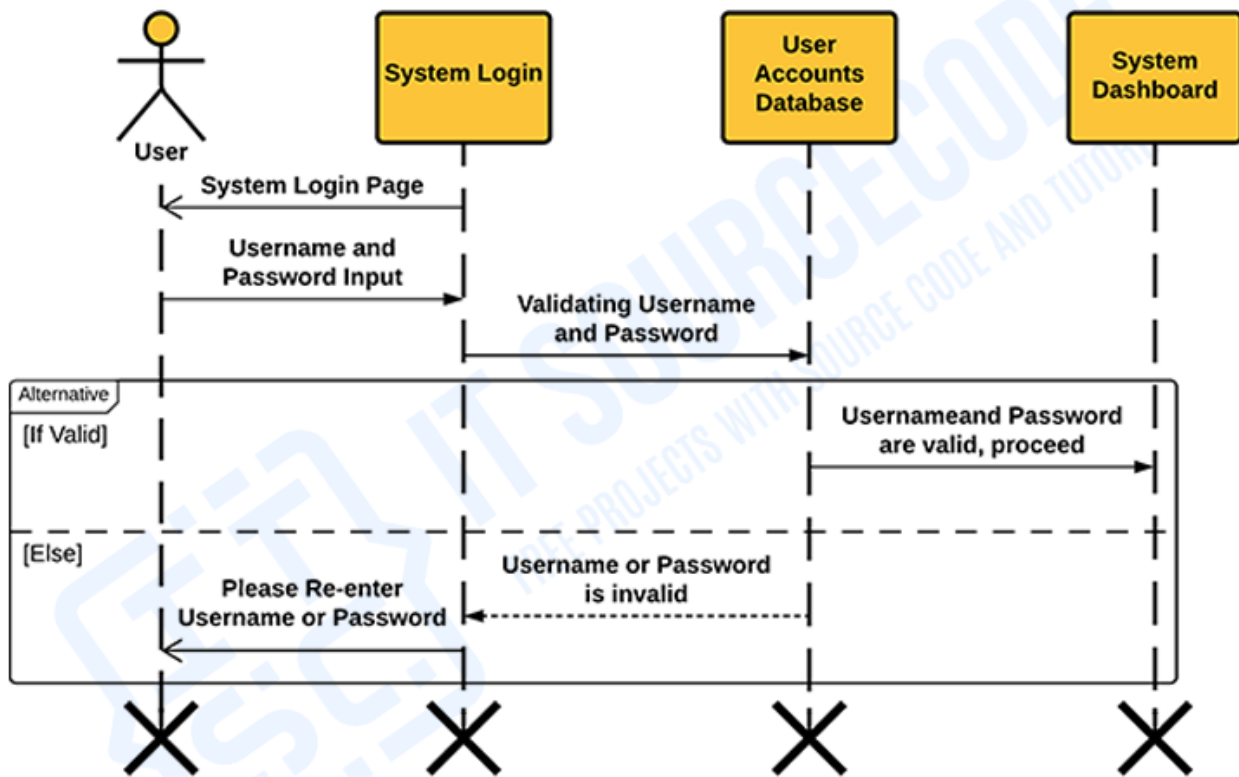 System Login
User
Accounts
Database
System
Dashboard
User
System Login Page
Username and
Password Input
Validating Username
and Password
Alternative
[If Valid]
Usernameand Password
are valid, proceed
[Else]
Username or Password
is invalid
Please Re-enter
Username or Password
IT SOURCECODE
FREE PROJECTS WITH SOURCE CODE AND TUTOR